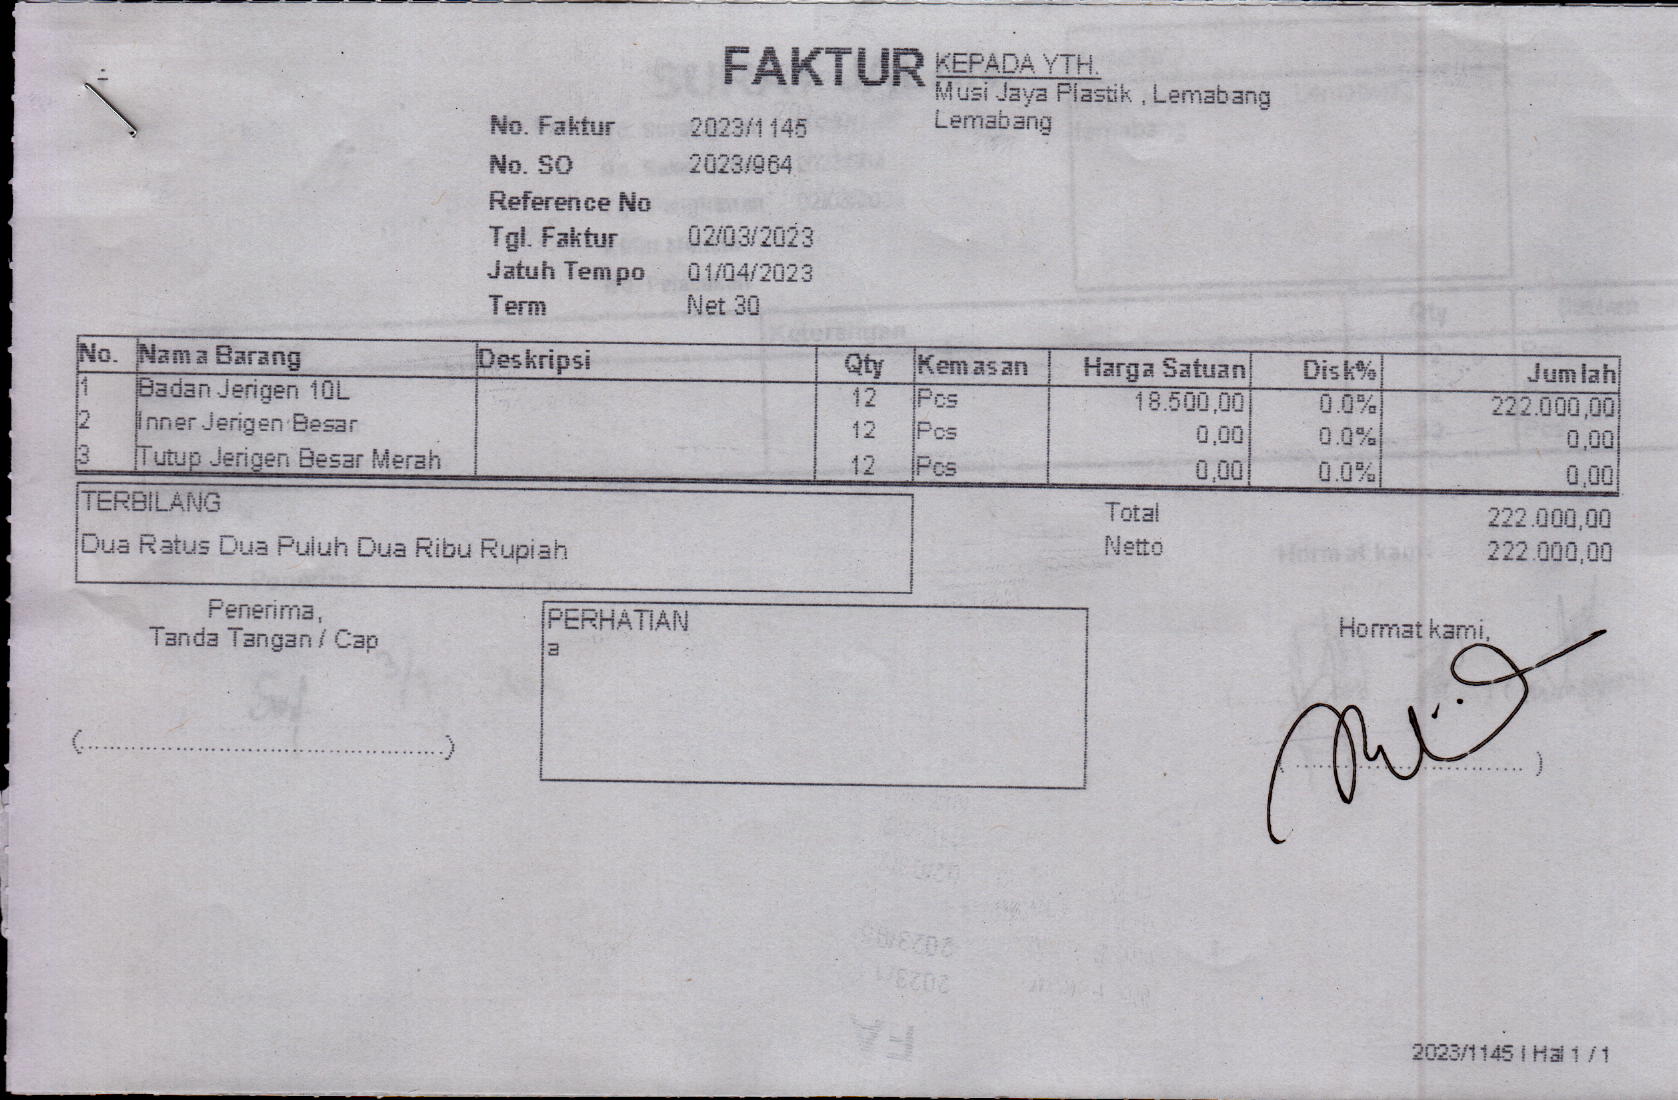 FAKTUR
KEPADA YTH.
Musi Jaya Plastik , Lemabang
Lemabang
No. Faktur 2023/1145
No. SO 2023/964
Reference No
Tgl. Faktur 02/03/2023
Jatuh Tempo 01/04/2023
Term Net 30
No. Nama Barang Deskripsi Qty Kemasan Harga Satuan Disk% Jumlah
1 Badan Jerigen 10L 12 Pcs 18.500,00 0.0% 222.000,00
2 Inner Jerigen Besar 12 Pcs 0,00 0.0% 0,00
3 Tutup Jerigen Besar Merah 12 Pcs 0,00 0.0% 0,00
TERBILANG
Dua Ratus Dua Puluh Dua Ribu Rupiah
Total 222.000,00
Netto 222.000,00
Penerima,
Tanda Tangan / Cap
(............................................................)
PERHATIAN
a
Hormat kami,
( ........................................ )
2023/1145 | Hal 1 / 1